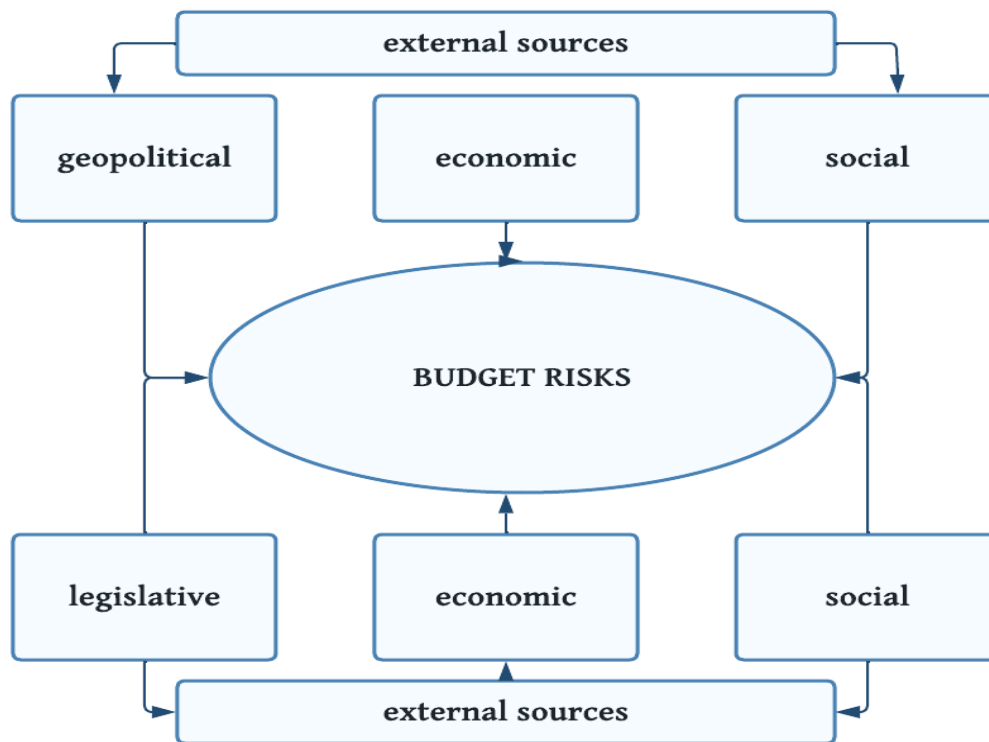 external sources
geopolitical
economic
social
BUDGET RISKS
legislative
economic
social
external sources